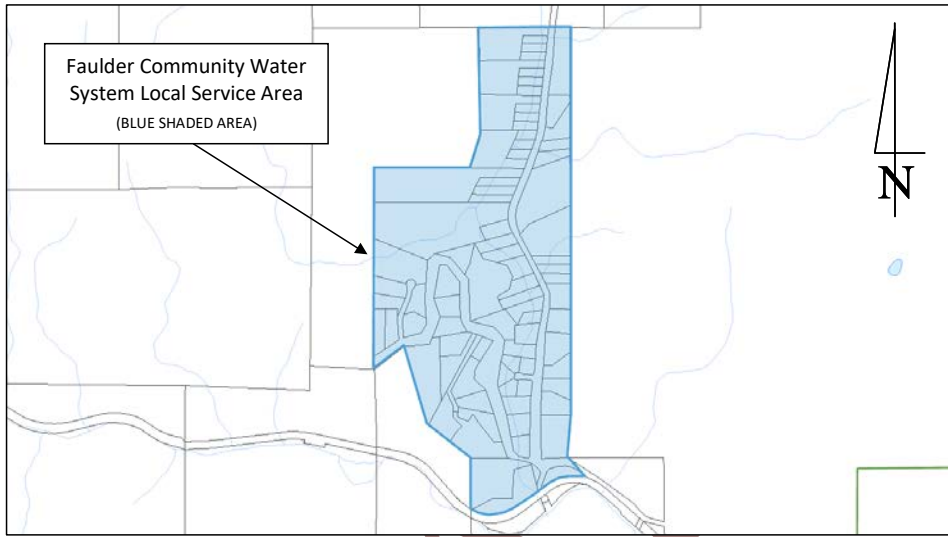 Faulder Community Water
System Local Service Area
(BLUE SHADED AREA)
N